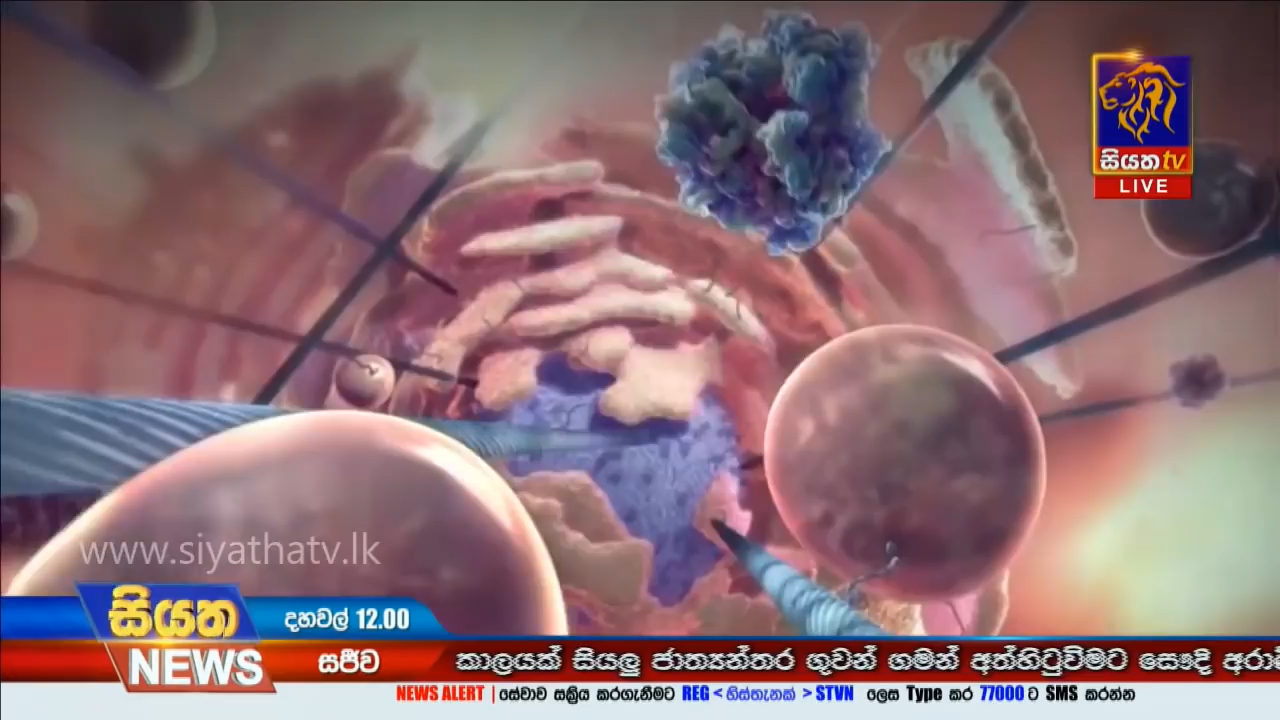 සියත tv
LIVE
www.siyathatv.lk
සියත
NEWS
දහවල් 12.00
සජීව
කාලයක් සියලු ජාත්‍යන්තර ගුවන් ගමන් අත්හිටුවිමට සෞදි
NEWS ALERT | සේවාව සක්‍රිය කරගැනීමට REG < හිස්තැනක් > STVN ලෙස Type කර 77000 ට SMS කරන්න